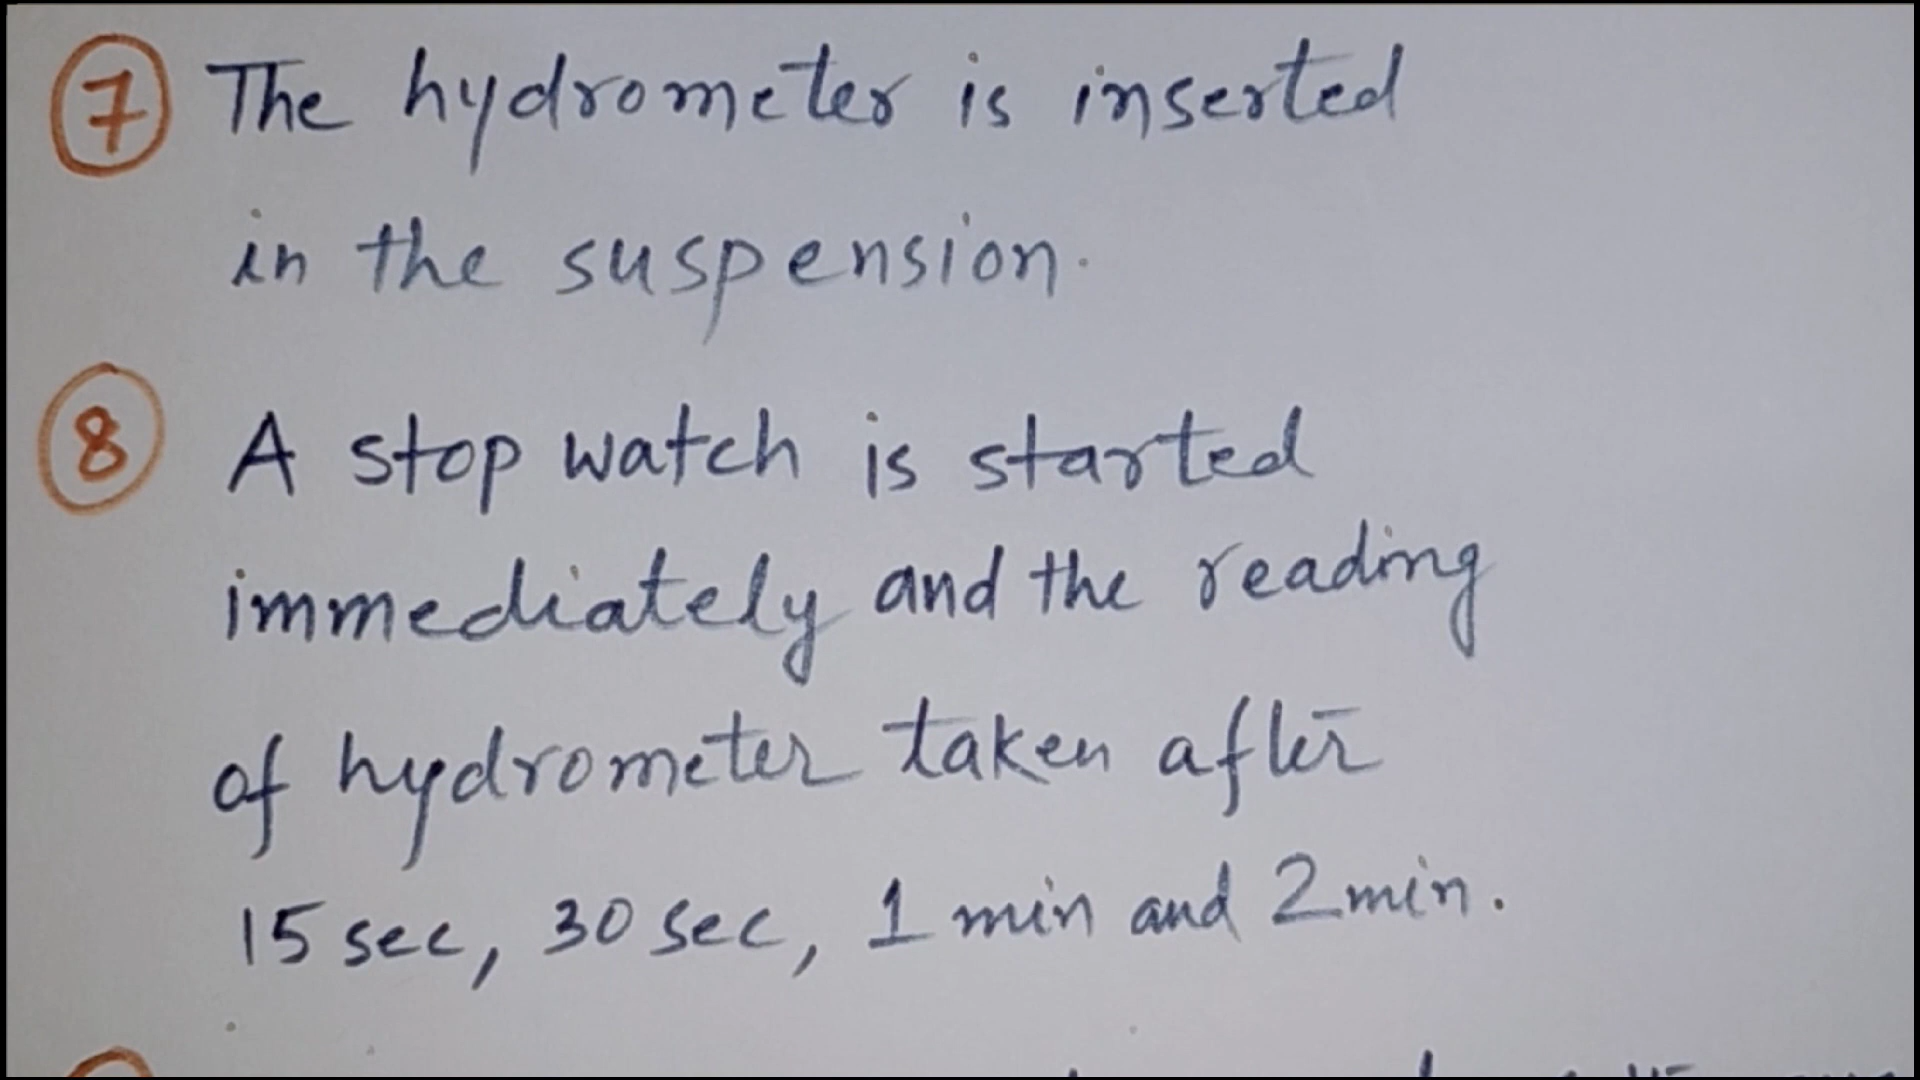 7 The hydrometer is inserted
in the suspension.
8 A stop watch is started
immediately and the reading
of hydrometer taken after
15 sec, 30 sec, 1 min and 2 min.